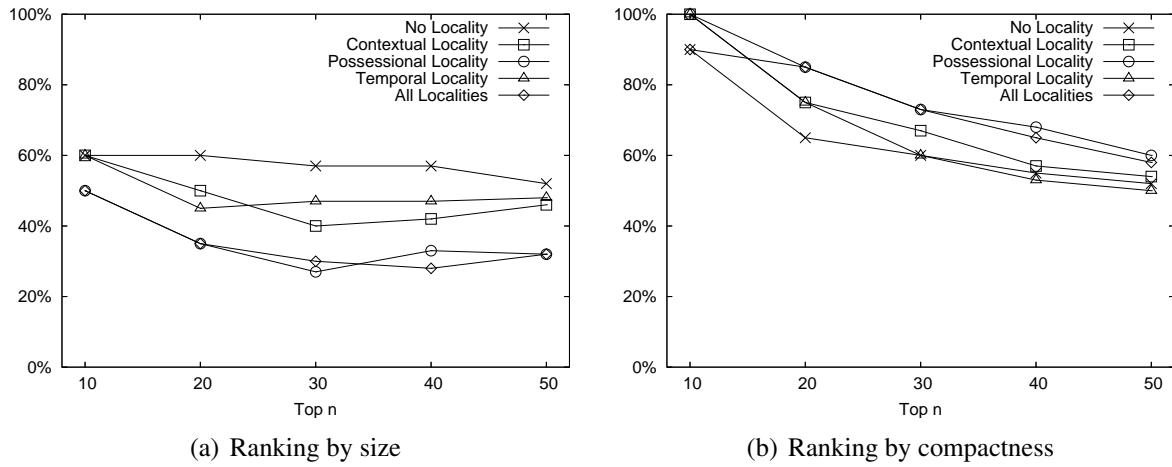 100%
80%
60%
40%
20%
0%
No Locality
Contextual Locality
Possessional Locality
Temporal Locality
All Localities
10 20 30 40 50
Top n
(a) Ranking by size
100%
80%
60%
40%
20%
0%
No Locality
Contextual Locality
Possessional Locality
Temporal Locality
All Localities
10 20 30 40 50
Top n
(b) Ranking by compactness